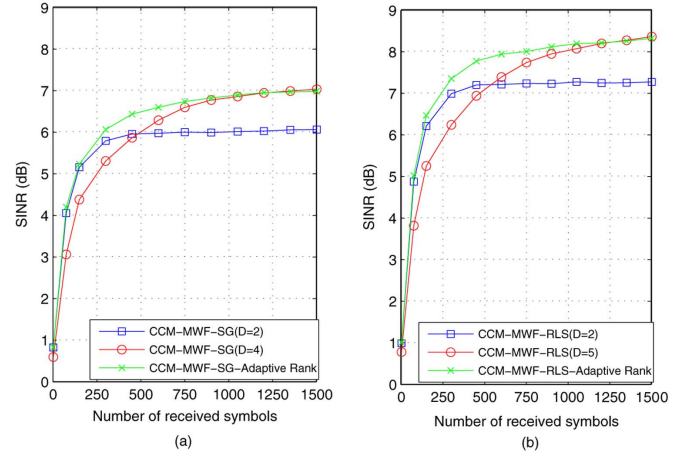 9
8
7
6
5
4
3
2
1
0
SINR (dB)
CCM-MWF-SG(D=2)
CCM-MWF-SG(D=4)
CCM-MWF-SG-Adaptive Rank
0 250 500 750 1000 1250 1500
Number of received symbols
(a)
9
8
7
6
5
4
3
2
1
0
SINR (dB)
CCM-MWF-RLS(D=2)
CCM-MWF-RLS(D=5)
CCM-MWF-RLS-Adaptive Rank
0 250 500 750 1000 1250 1500
Number of received symbols
(b)